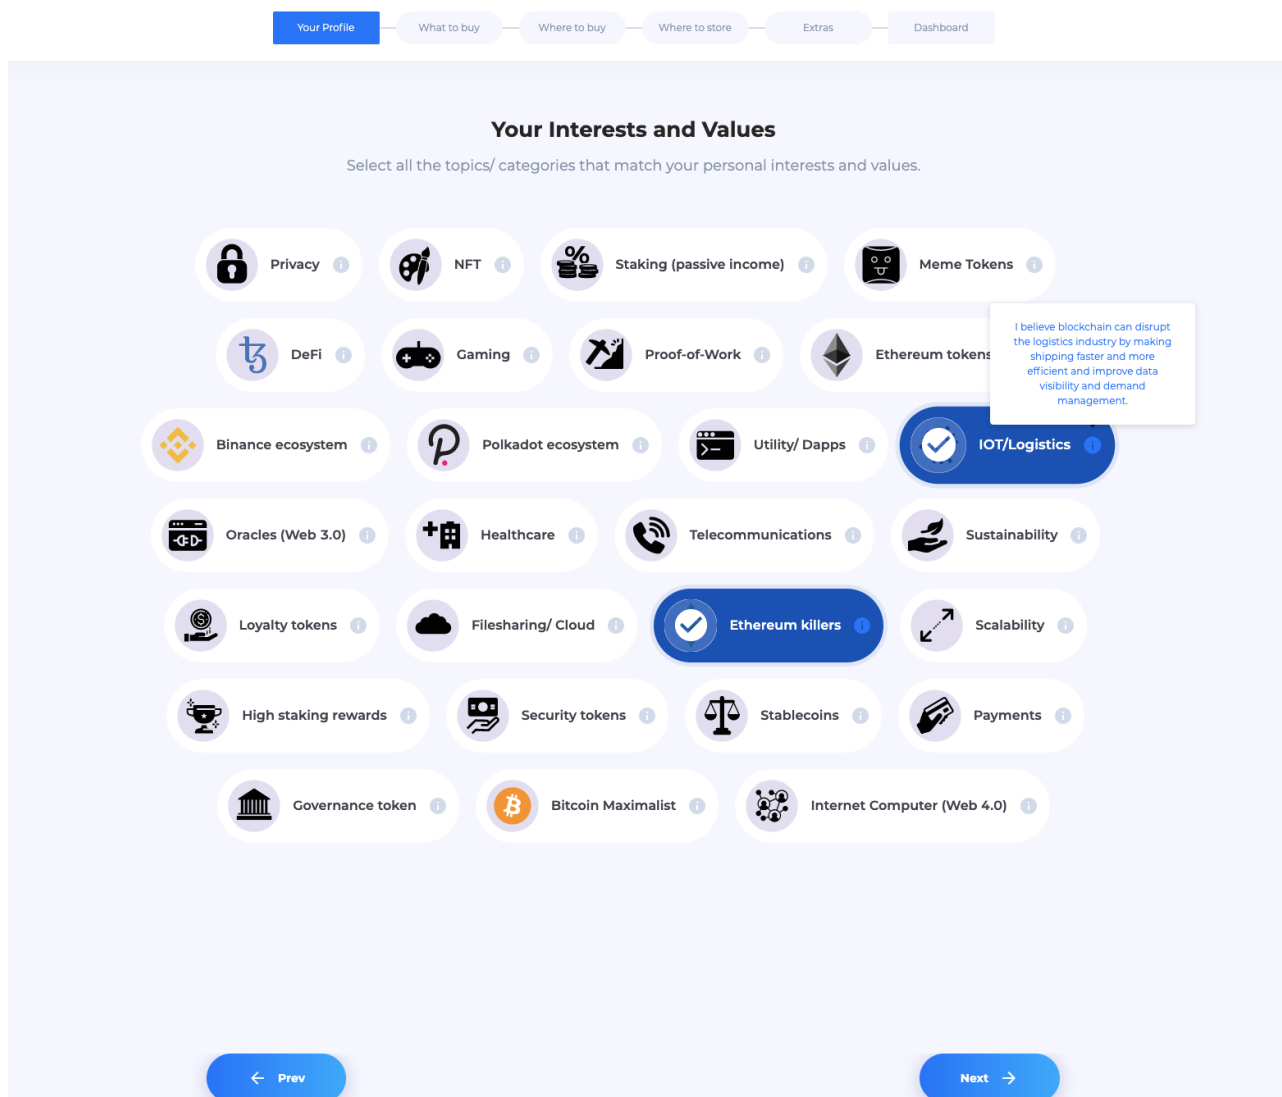 Your Profile
What to buy
Where to buy
Where to store
Extras
Dashboard
Your Interests and Values
Select all the topics/ categories that match your personal interests and values.
Privacy
NFT
Staking (passive income)
Meme Tokens
DeFi
Gaming
Proof-of-Work
Ethereum tokens
I believe blockchain can disrupt
the logistics industry by making
shipping faster and more
efficient and improve data
visibility and demand
management.
Binance ecosystem
Polkadot ecosystem
Utility/ Dapps
IOT/Logistics
Oracles (Web 3.0)
Healthcare
Telecommunications
Sustainability
Loyalty tokens
Filesharing/ Cloud
Ethereum killers
Scalability
High staking rewards
Security tokens
Stablecoins
Payments
Governance token
Bitcoin Maximalist
Internet Computer (Web 4.0)
Prev
Next